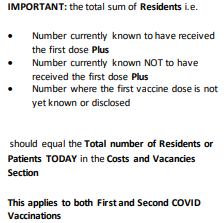 IMPORTANT: the total sum of Residents i.e.
• Number currently known to have received
the first dose Plus
• Number currently known NOT to have
received the first dose Plus
• Number where the first vaccine dose is not
yet known or disclosed
should equal the Total number of Residents or
Patients TODAY in the Costs and Vacancies
Section
This applies to both First and Second COVID
Vaccinations